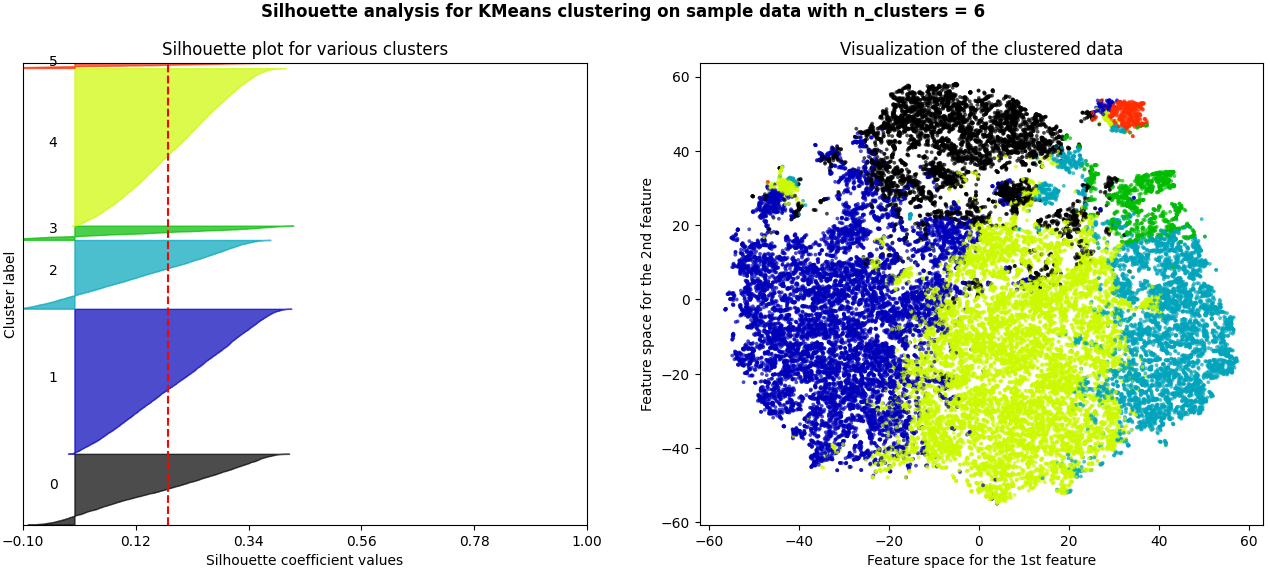 Silhouette analysis for KMeans clustering on sample data with n_clusters = 6
Silhouette plot for various clusters
5
4
3
2
1
0
Cluster label
−0.10 0.12 0.34 0.56 0.78 1.00
Silhouette coefficient values
Visualization of the clustered data
60
40
20
0
−20
−40
−60
Feature space for the 2nd feature
−60 −40 −20 0 20 40 60
Feature space for the 1st feature